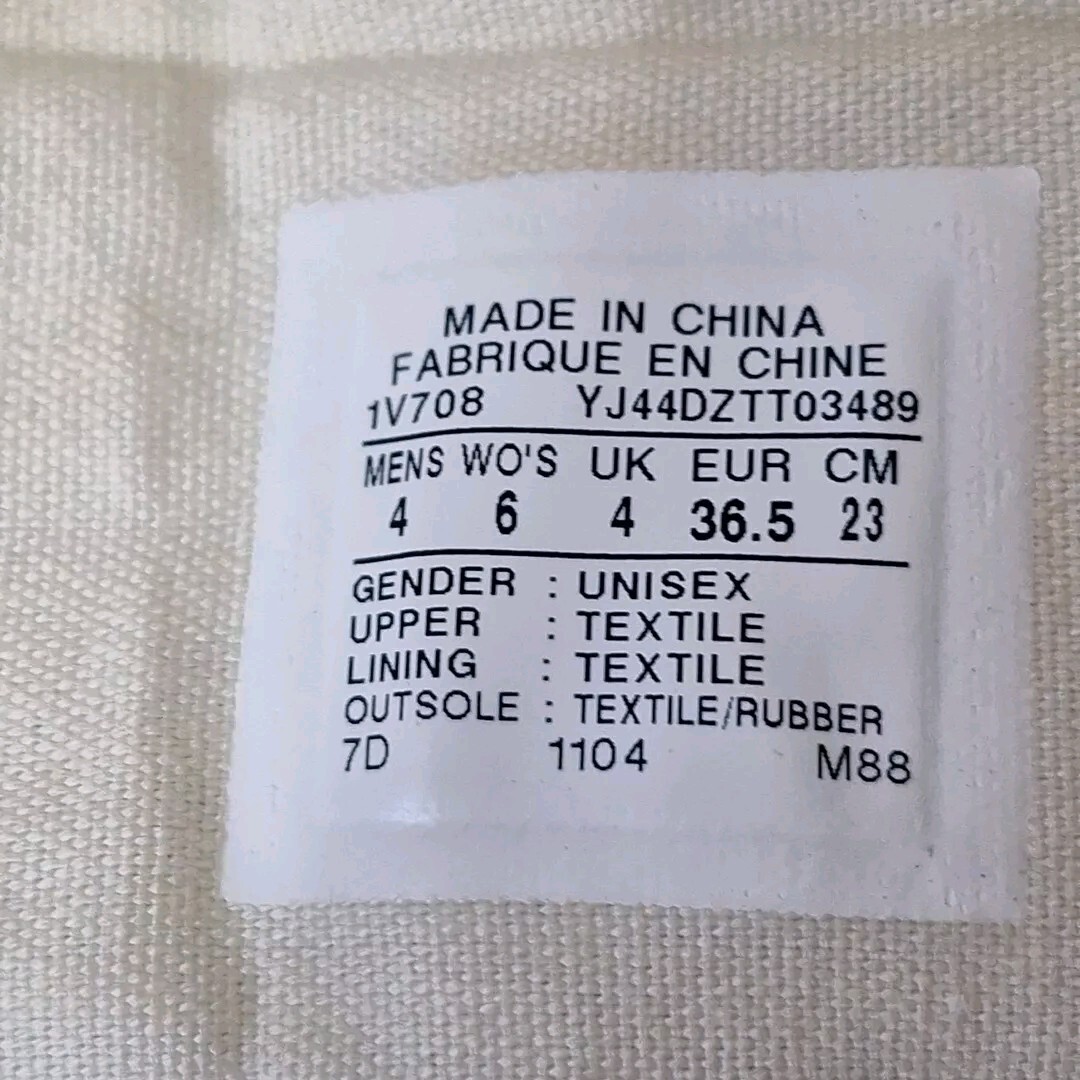 MADE IN CHINA
FABRIQUE EN CHINE
1V708 YJ44DZTT03489
MENS WO'S UK EUR CM
4 6 4 36.5 23
GENDER : UNISEX
UPPER : TEXTILE
LINING : TEXTILE
OUTSOLE : TEXTILE/RUBBER
7D 1104 M88